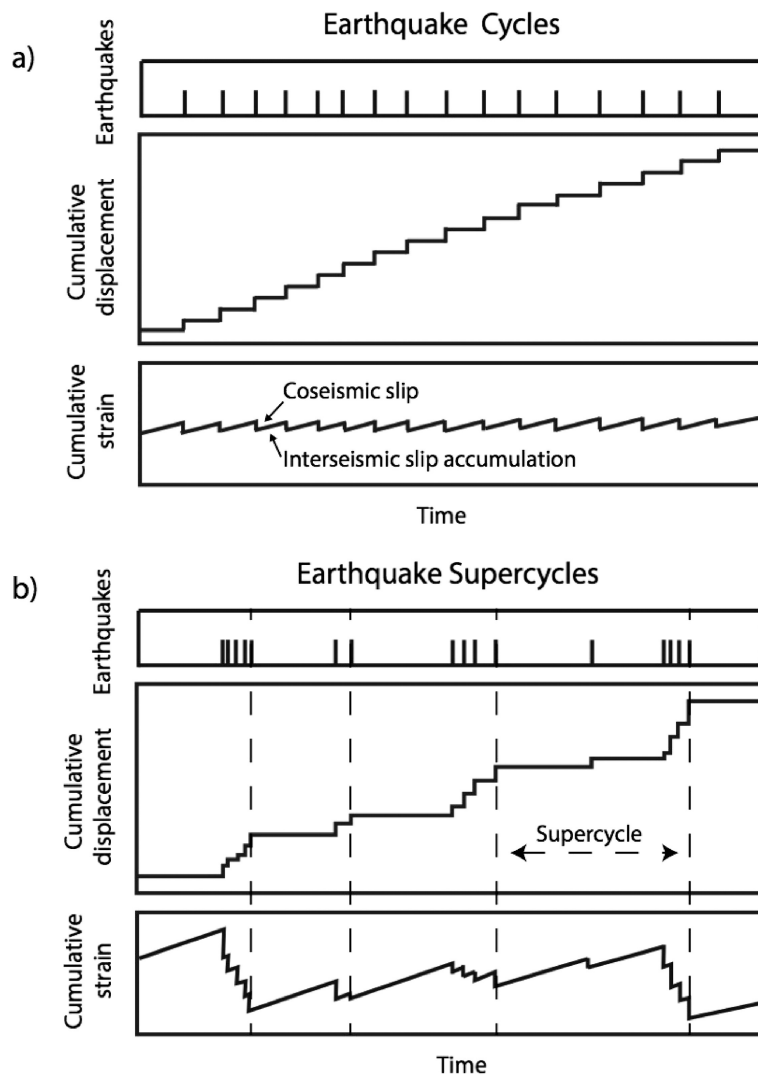 Earthquake Cycles
a)
Earthquakes
Cumulative
displacement
Cumulative
strain
Coseismic slip
Interseismic slip accumulation
Time
Earthquake Supercycles
b)
Earthquakes
Cumulative
displacement
Supercycle
Cumulative
strain
Time